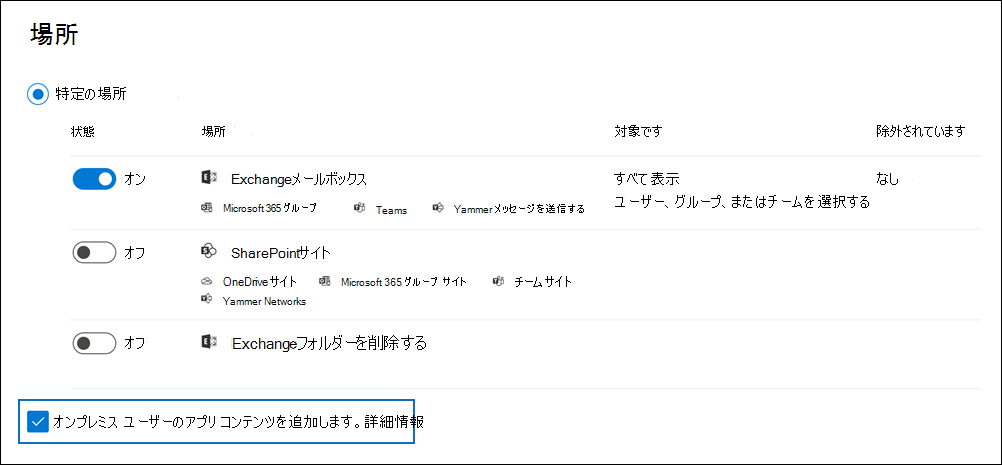 場所
特定の場所
状態 場所 対象です 除外されています
オン Exchangeメールボックス すべて表示 なし
Microsoft 365グループ Teams Yammerメッセージを送信する ユーザー、グループ、またはチームを選択する
オフ SharePointサイト
OneDriveサイト Microsoft 365グループ サイト チームサイト
Yammer Networks
オフ Exchangeフォルダーを削除する
オンプレミス ユーザーのアプリコンテンツを追加します。詳細情報